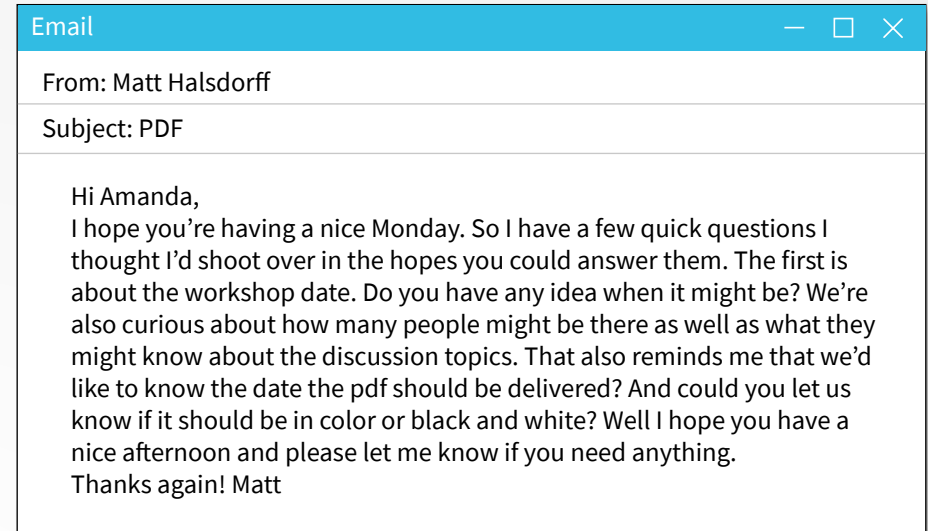 Email
From: Matt Halsdorff
Subject: PDF
Hi Amanda,
I hope you’re having a nice Monday. So I have a few quick questions I
thought I’d shoot over in the hopes you could answer them. The first is
about the workshop date. Do you have any idea when it might be? We’re
also curious about how many people might be there as well as what they
might know about the discussion topics. That also reminds me that we’d
like to know the date the pdf should be delivered? And could you let us
know if it should be in color or black and white? Well I hope you have a
nice afternoon and please let me know if you need anything.
Thanks again! Matt